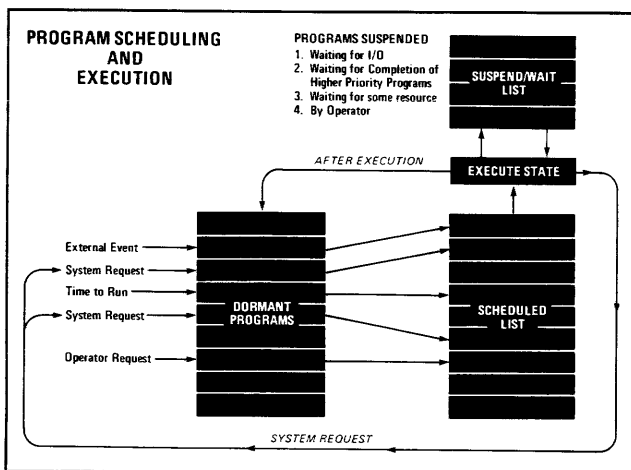 PROGRAM SCHEDULING
AND
EXECUTION
PROGRAMS SUSPENDED
1. Waiting for I/O
2. Waiting for Completion of
Higher Priority Programs
3. Waiting for some resource
4. By Operator
SUSPEND/WAIT
LIST
AFTER EXECUTION
EXECUTE STATE
External Event
System Request
Time to Run
System Request
Operator Request
DORMANT
PROGRAMS
SCHEDULED
LIST
SYSTEM REQUEST